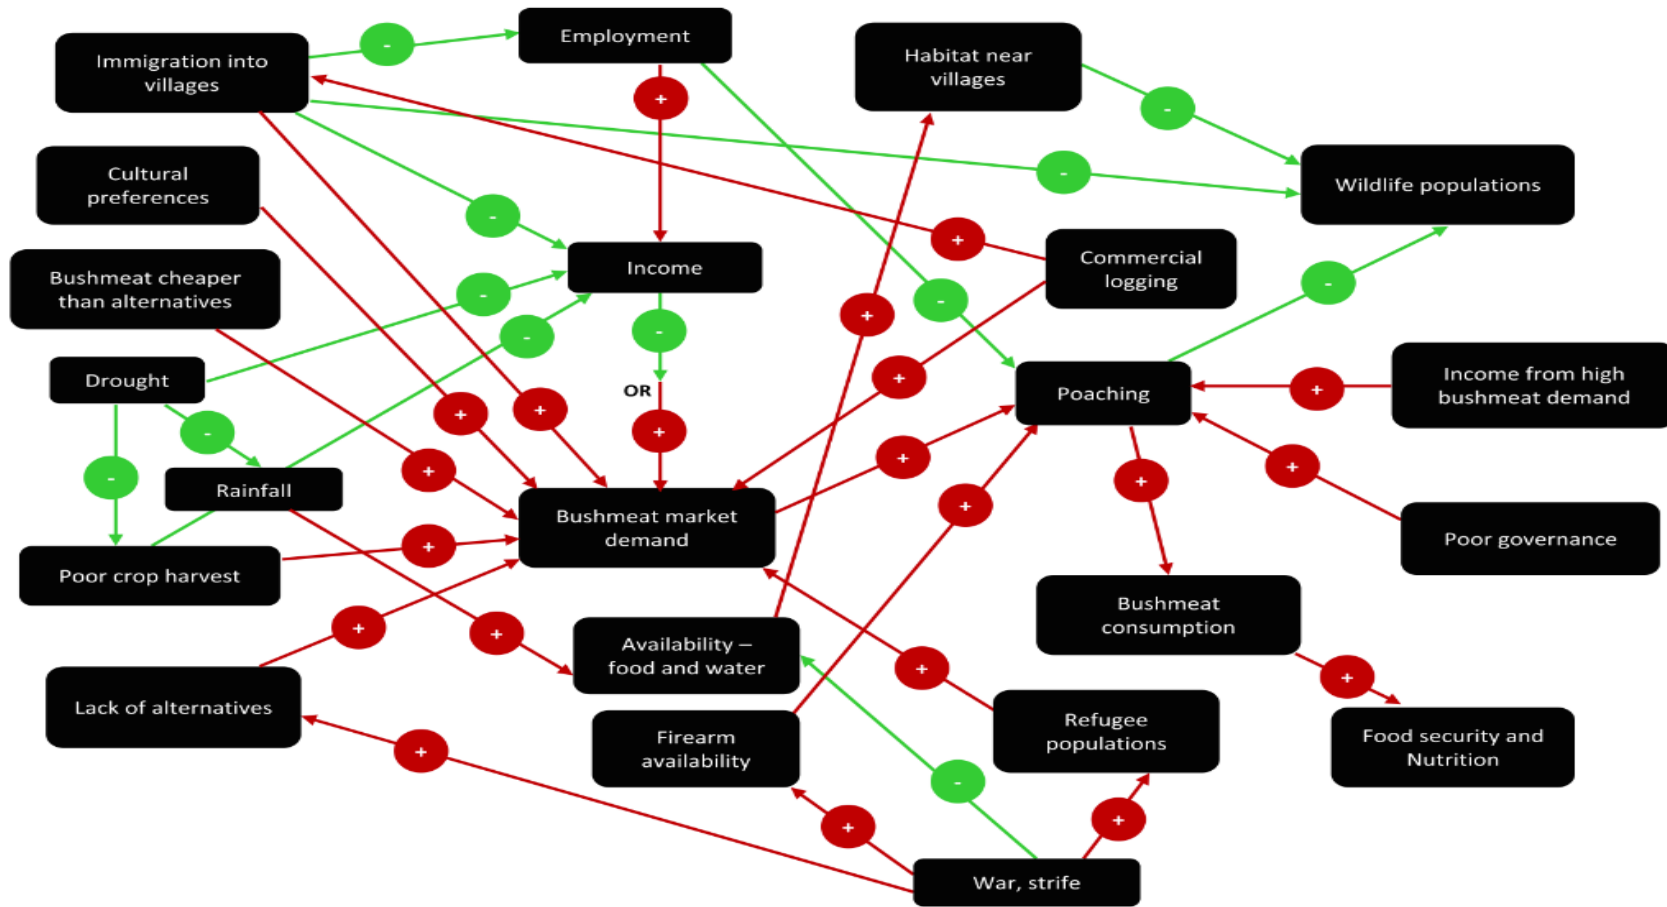 Immigration into
villages
-
Employment
+
Habitat near
villages
-
Wildlife populations
-
Cultural
preferences
-
Income
+
Commercial
logging
Bushmeat cheaper
than alternatives
-
-
-
+
-
-
OR
+
Drought
Poaching
+
Income from high
bushmeat demand
-
+
+
+
+
-
Rainfall
+
+
+
+
+
Bushmeat market
demand
Poor governance
Poor crop harvest
+
+
+
Bushmeat
consumption
Availability –
food and water
+
+
Lack of alternatives
Firearm
availability
Refugee
populations
Food security and
Nutrition
+
-
+
+
War, strife